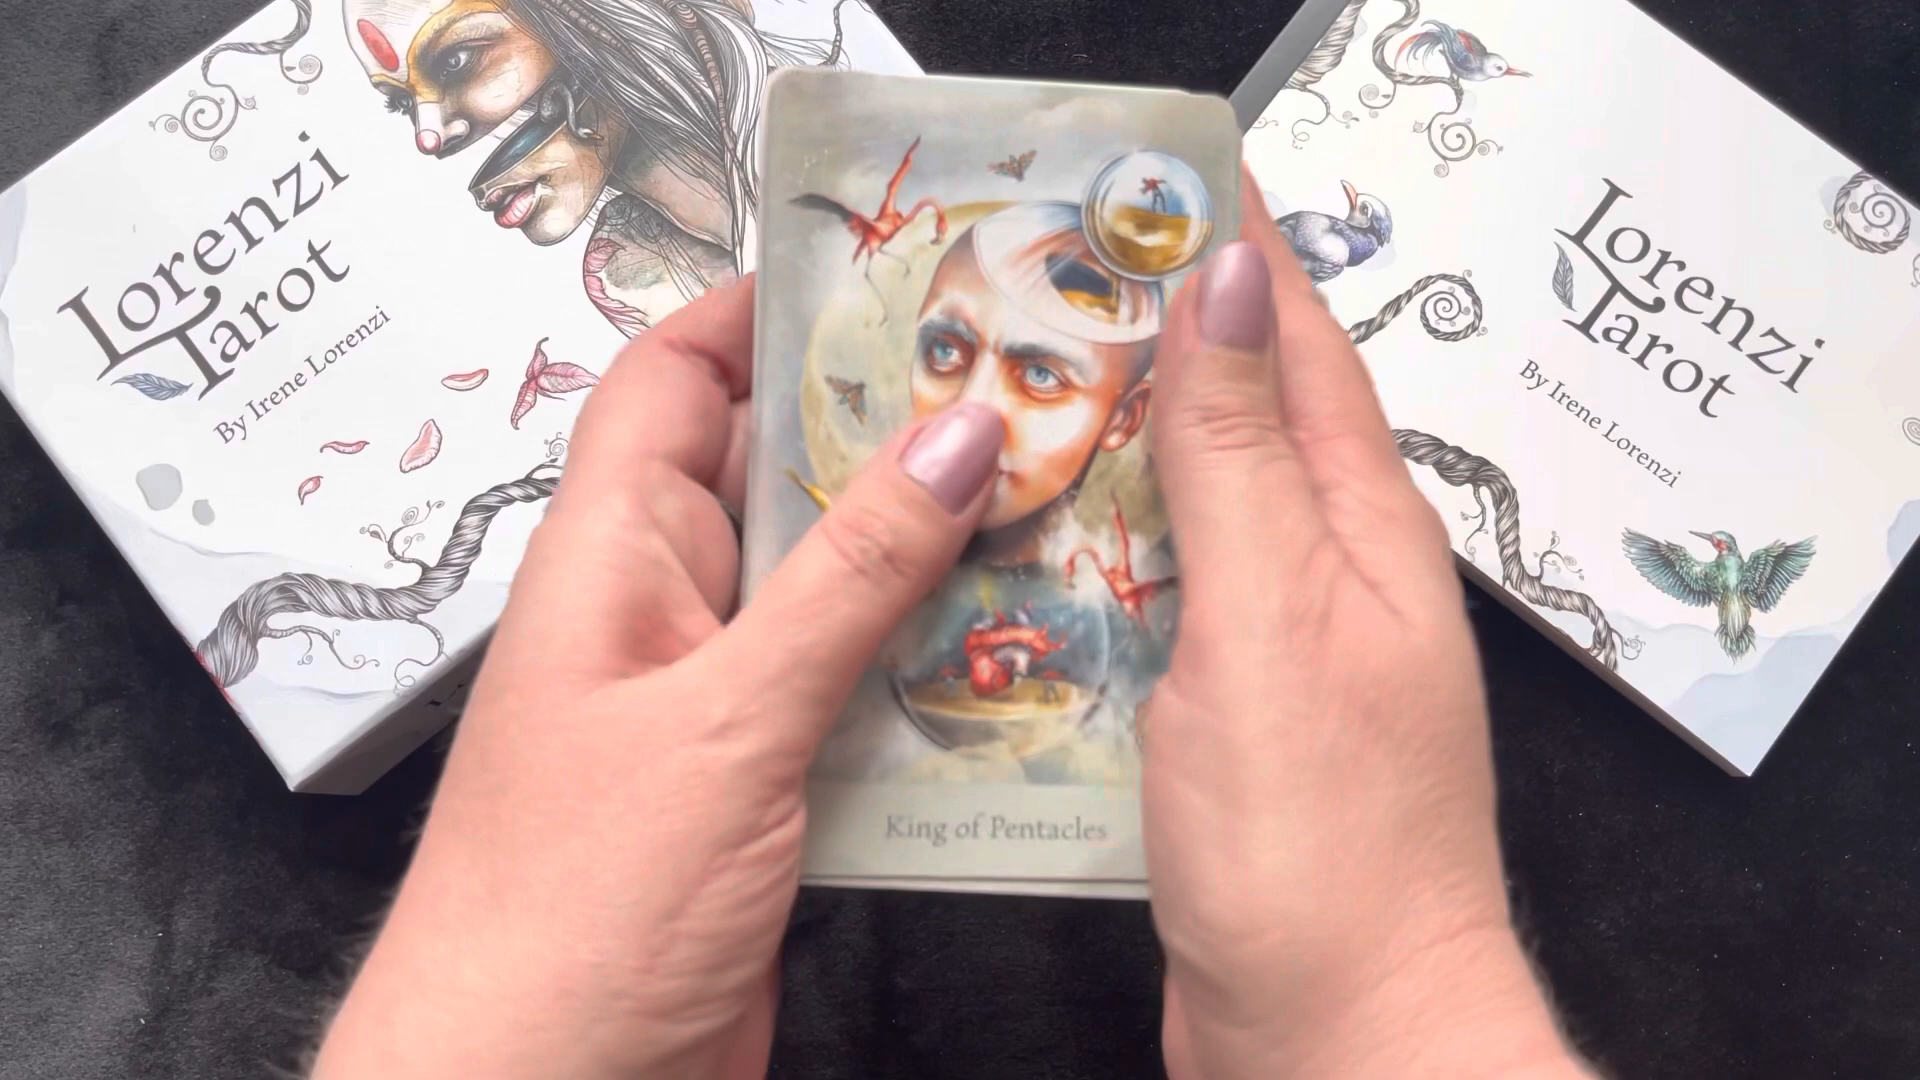 Lorenzi
Tarot
By Irene Lorenzi
King of Pentacles
Lorenzi
Tarot
By Irene Lorenzi